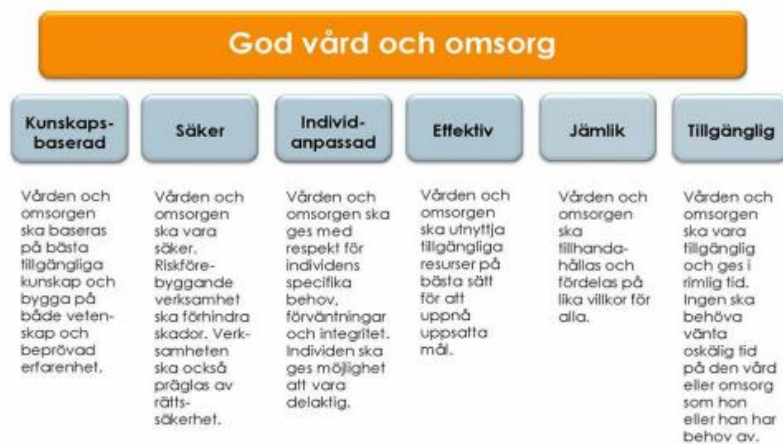 God vård och omsorg
Kunskaps-
baserad
Vården och
omsorgen
ska baseras
på bästa
tillgängliga
kunskap och
bygga på
både veten-
skap och
beprövad
erfarenhet.
Säker
Vården och
omsorgen
ska vara
säker.
Riskföre-
byggande
verksamhet
ska förhindra
skador. Verk-
samheten
ska också
präglas av
rätts-
säkerhet.
Individ-
anpassad
Vården och
omsorgen ska
ges med
respekt för
individens
specifika
behov,
förväntningar
och integritet.
Individen ska
ges möjlighet
att vara
delaktig.
Effektiv
Vården och
omsorgen
ska utnyttja
tillgängliga
resurser på
bästa sätt
för att
uppnå
uppsatta
mål.
Jämlik
Vården och
omsorgen
ska
tillhanda-
hållas och
fördelas på
lika villkor för
alla.
Tillgänglig
Vården och
omsorgen
ska vara
tillgänglig
och ges i
rimlig tid.
Ingen ska
behöva
vänta
oskälig tid
på den vård
eller omsorg
som hon
eller han har
behov av.